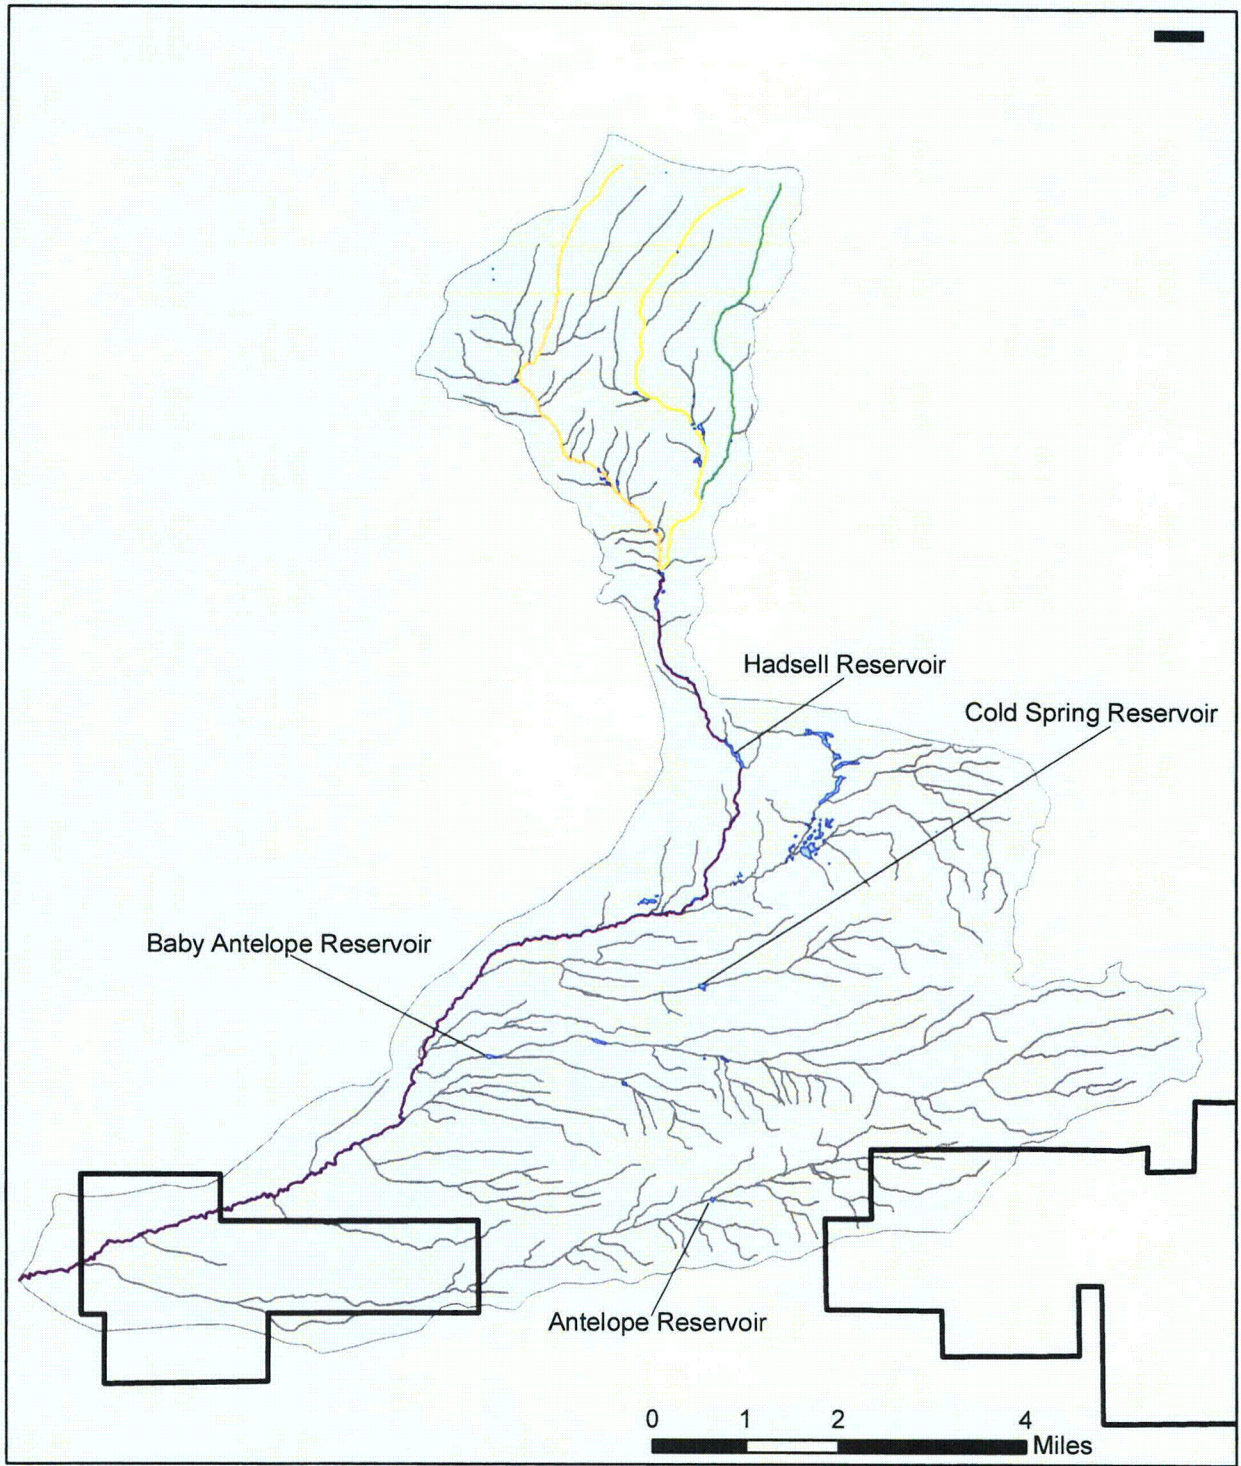 Hadsell Reservoir
Cold Spring Reservoir
Baby Antelope Reservoir
Antelope Reservoir
0 1 2 4
Miles